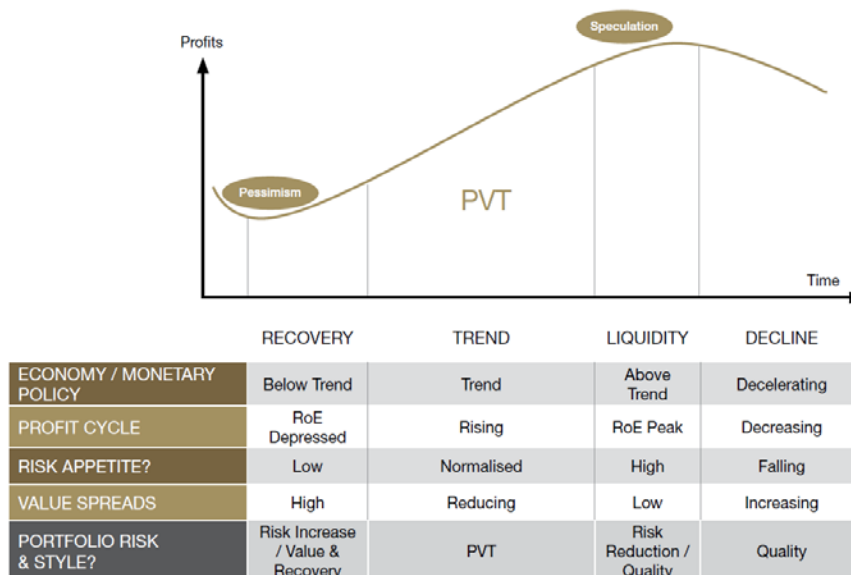 Speculation
Profits
Pessimism
PVT
Time
RECOVERY TREND LIQUIDITY DECLINE
ECONOMY / MONETARY
POLICY
Below Trend
Trend
Above
Trend
Decelerating
PROFIT CYCLE
RoE
Depressed
Rising
RoE Peak
Decreasing
RISK APPETITE?
Low
Normalised
High
Falling
VALUE SPREADS
High
Reducing
Low
Increasing
PORTFOLIO RISK
& STYLE?
Risk Increase
/ Value &
Recovery
PVT
Risk
Reduction /
Quality
Quality